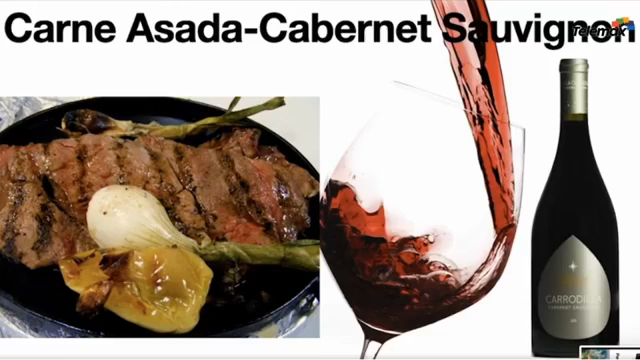 Carne Asada-Cabernet Sauvignon
Telemax
CARRODILLA
CABERNET SAUVIGNON